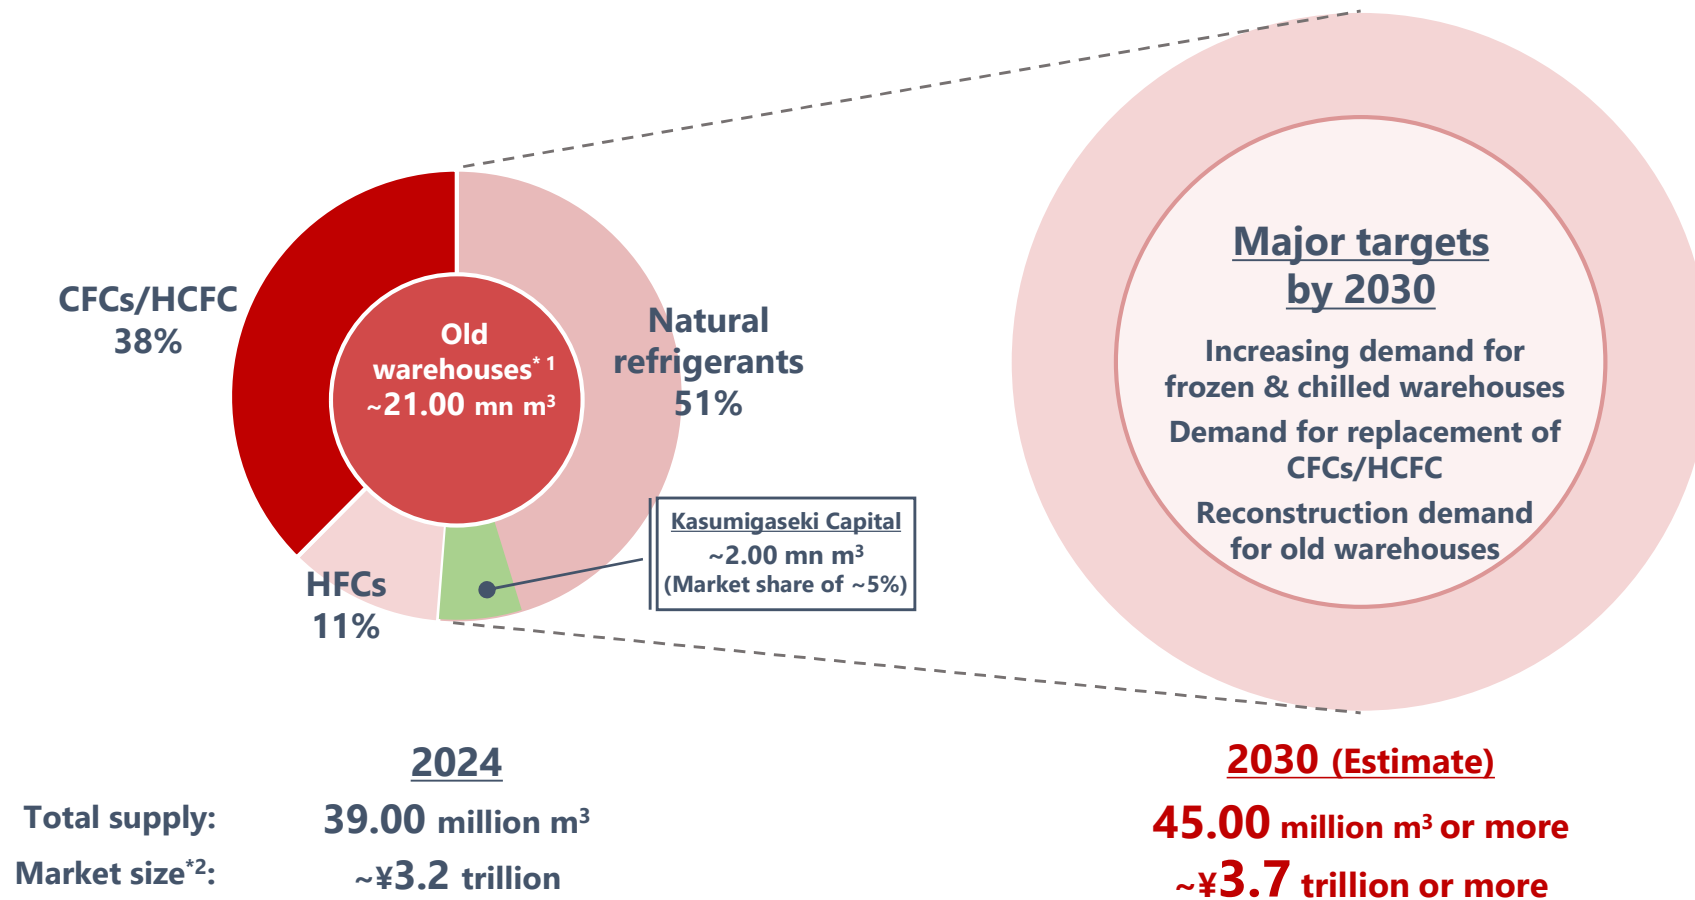 CFCs/HCFC
38%
Old
warehouses* 1
~21.00 mn m3
Natural
refrigerants
51%
HFCs
11%
Kasumigaseki Capital
~2.00 mn m3
(Market share of ~5%)
Major targets
by 2030
Increasing demand for
frozen & chilled warehouses
Demand for replacement of
CFCs/HCFC
Reconstruction demand
for old warehouses
2024
2030 (Estimate)
Total supply: 39.00 million m3 45.00 million m3 or more
Market size*2: ~¥3.2 trillion ~¥3.7 trillion or more